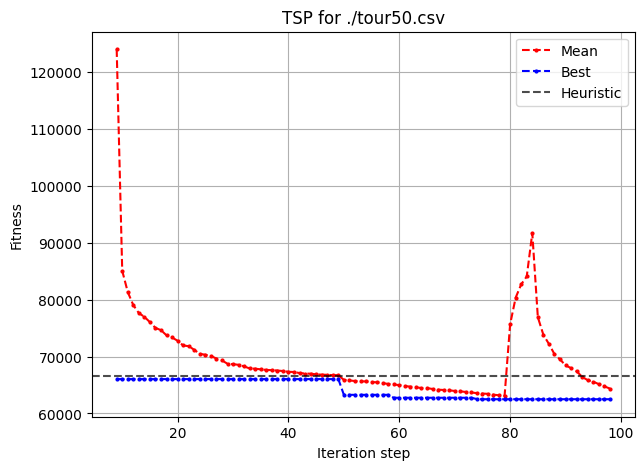 TSP for ./tour50.csv
Mean
Best
Heuristic
120000
110000
100000
90000
80000
70000
60000
Fitness
20
40
60
80
100
Iteration step